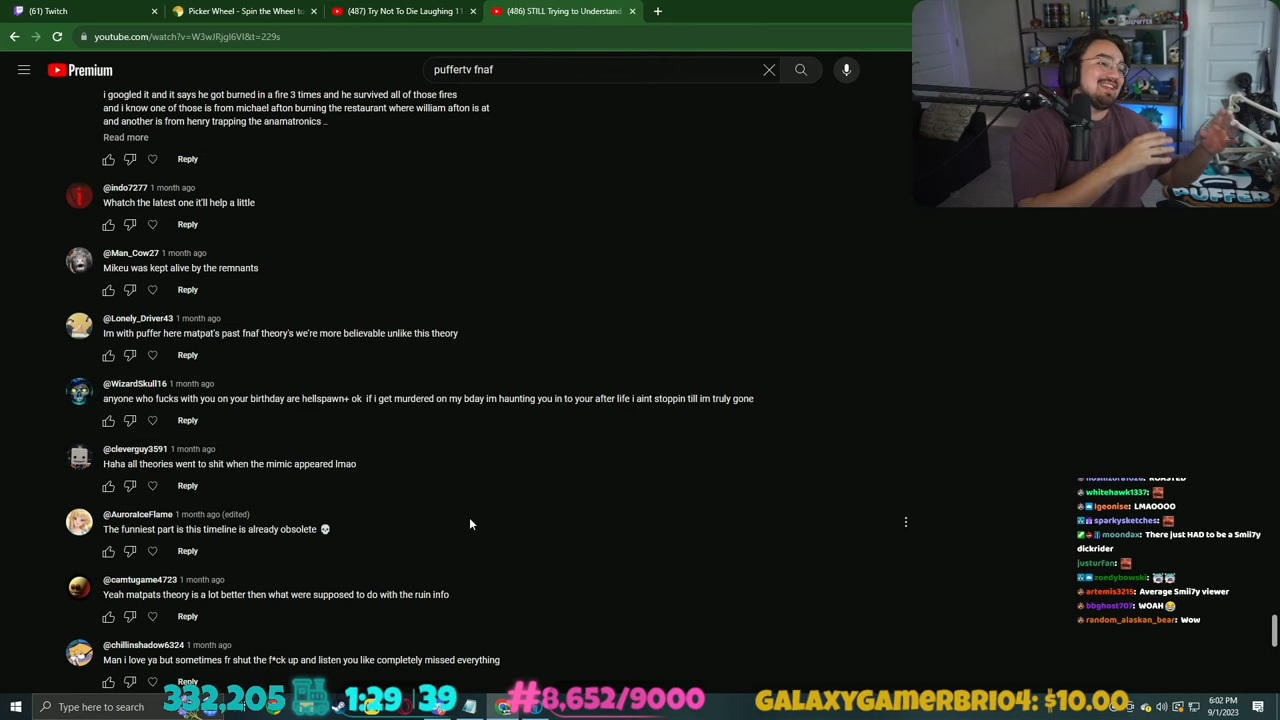 (6) Twitch
Picker Wheel - Spin the Wheel to
(487) Try Not To Die Laughing 11
(486) STILL Trying to Understand
youtube.com/watch?v=W3wJRjgI6VI&t=229s
Premium
puffertv fnaf
i googled it and it says he got burned in a fire 3 times and he survived all of those fires
and i know one of those is from michael afton burning the restaurant where william afton is at
and another is from henry trapping the anamatronics ..
Read more
Reply
@indo7277 1 month ago
Whatch the latest one it'll help a little
Reply
@Man_Cow27 1 month ago
Mikeu was kept alive by the remnants
Reply
@Lonely_Driver43 1 month ago
Im with puffer here matpat's past fnaf theory's we're more believable unlike this theory
Reply
@WizardSkull16 1 month ago
anyone who fucks with you on your birthday are hellspawn+ ok if i get murdered on my bday im haunting you in to your after life i aint stoppin till im truly gone
Reply
@cleverguy3591 1 month ago
Haha all theories went to shit when the mimic appeared lmao
Reply
@AuroraIceFlame 1 month ago (edited)
The funniest part is this timeline is already obsolete 💀
Reply
@camtugame4723 1 month ago
Yeah matpats theory is a lot better then what were supposed to do with the ruin info
Reply
@chillinshadow6324 1 month ago
Man i love ya but sometimes fr shut the f*ck up and listen you like completely missed everything
Reply
PUFFER
whitehawk1337:
Igeonise: LMAOOOO
sparkysketches:
moondax: There just HAD to be a Smii7y
dickrider
justurfan:
zoedybowski:
artemis3215: Average Smii7y viewer
bbghost707: WOAH 😂
random_alaskan_bear: Wow
332,205 1:29 39 #8,652/9000 GALAXYGAMERBRI04: $10.00
Type here to search
6:02 PM
9/1/2023